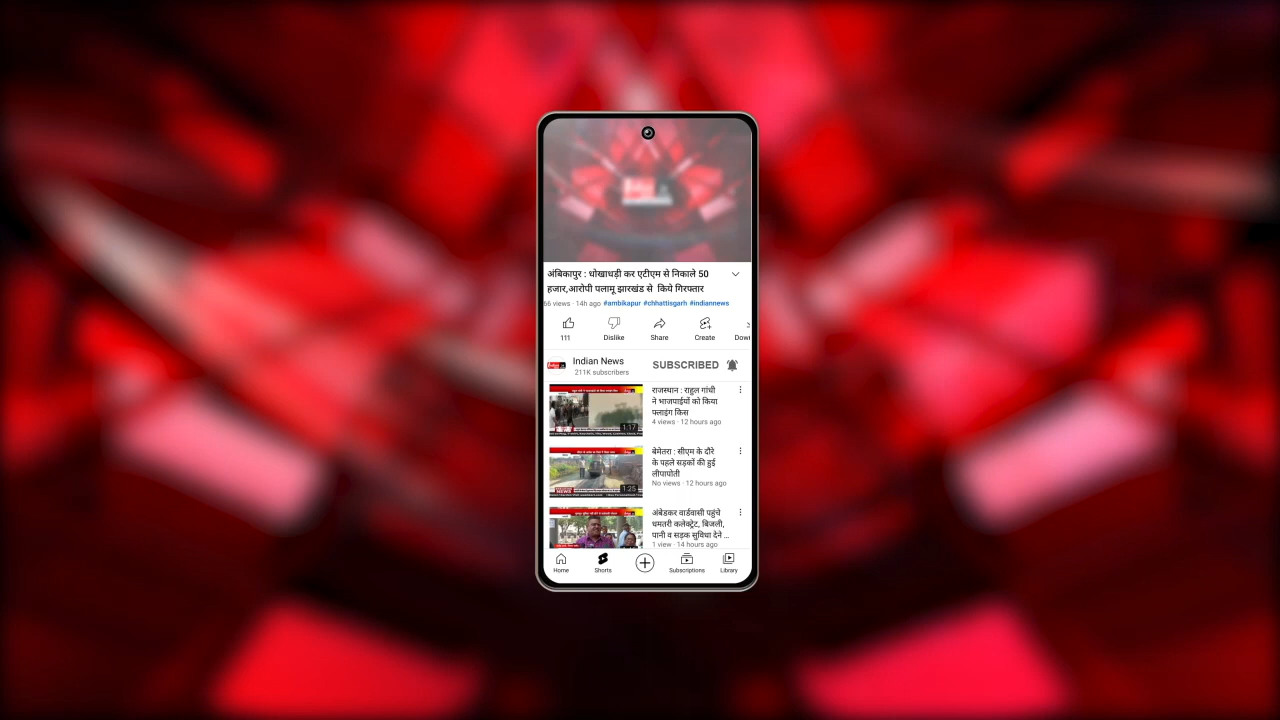 अंबिकापुर : धोखाधड़ी कर एटीएम से निकाले 50
हजार,आरोपी पलामू झारखंड से किये गिरफ्तार
66 views · 14h ago #ambikapur #chhattisgarh #indiannews
111
Dislike
Share
Create
Indian News
211K subscribers
SUBSCRIBED
राजस्थान : राहुल गांधी
ने भाजपाईयों को किया
फ्लाइंग किस
4 views · 12 hours ago
1:17
बेमेतरा : सीएम के दौरे
के पहले सड़कों की हुई
लीपापोती
No views · 12 hours ago
1:25
अंबेडकर वार्डवासी पहुंचे
धमतरी कलेक्ट्रेट, बिजली,
पानी व सड़क सुविधा देने ...
1 view · 14 hours ago
Home
Shorts
Subscriptions
Library